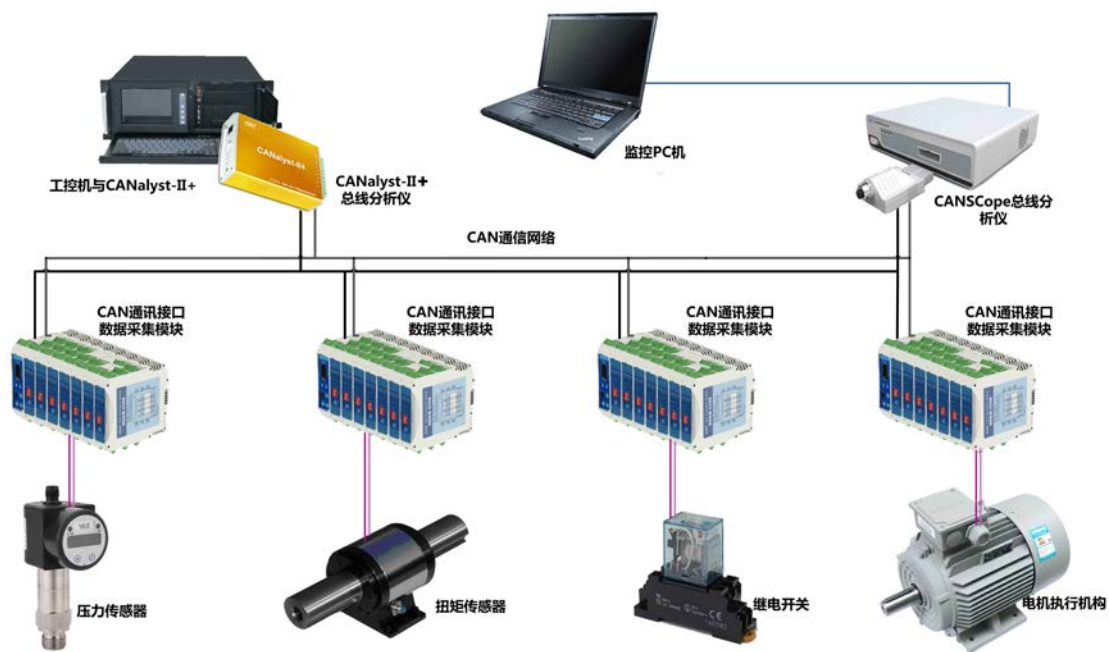 监控PC机
工控机与CANalyst-II+
CANalyst-II+
CANalyst-II+
总线分析仪
CANSCope总线分
析仪
CAN通信网络
CAN通讯接口
数据采集模块
CAN通讯接口
数据采集模块
CAN通讯接口
数据采集模块
CAN通讯接口
数据采集模块
压力传感器
扭矩传感器
继电开关
电机执行机构